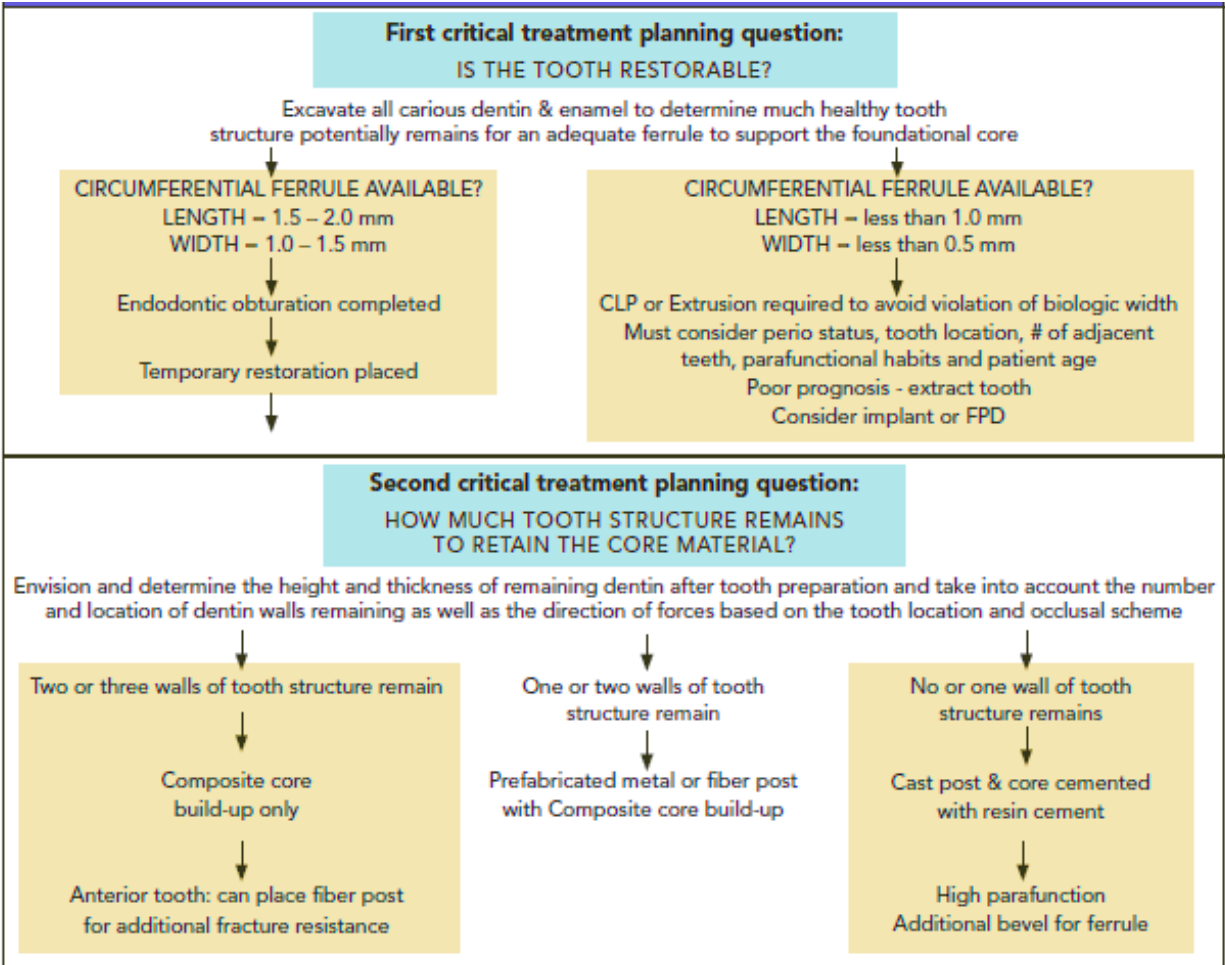 First critical treatment planning question:
IS THE TOOTH RESTORABLE?
Excavate all carious dentin & enamel to determine much healthy tooth
structure potentially remains for an adequate ferrule to support the foundational core
CIRCUMFERENTIAL FERRULE AVAILABLE?
LENGTH = 1.5 – 2.0 mm
WIDTH = 1.0 – 1.5 mm
Endodontic obturation completed
Temporary restoration placed
CIRCUMFERENTIAL FERRULE AVAILABLE?
LENGTH = less than 1.0 mm
WIDTH = less than 0.5 mm
CLP or Extrusion required to avoid violation of biologic width
Must consider perio status, tooth location, # of adjacent
teeth, parafunctional habits and patient age
Poor prognosis - extract tooth
Consider implant or FPD
Second critical treatment planning question:
HOW MUCH TOOTH STRUCTURE REMAINS
TO RETAIN THE CORE MATERIAL?
Envision and determine the height and thickness of remaining dentin after tooth preparation and take into account the number
and location of dentin walls remaining as well as the direction of forces based on the tooth location and occlusal scheme
Two or three walls of tooth structure remain
Composite core
build-up only
Anterior tooth: can place fiber post
for additional fracture resistance
One or two walls of tooth
structure remain
Prefabricated metal or fiber post
with Composite core build-up
No or one wall of tooth
structure remains
Cast post & core cemented
with resin cement
High parafunction
Additional bevel for ferrule